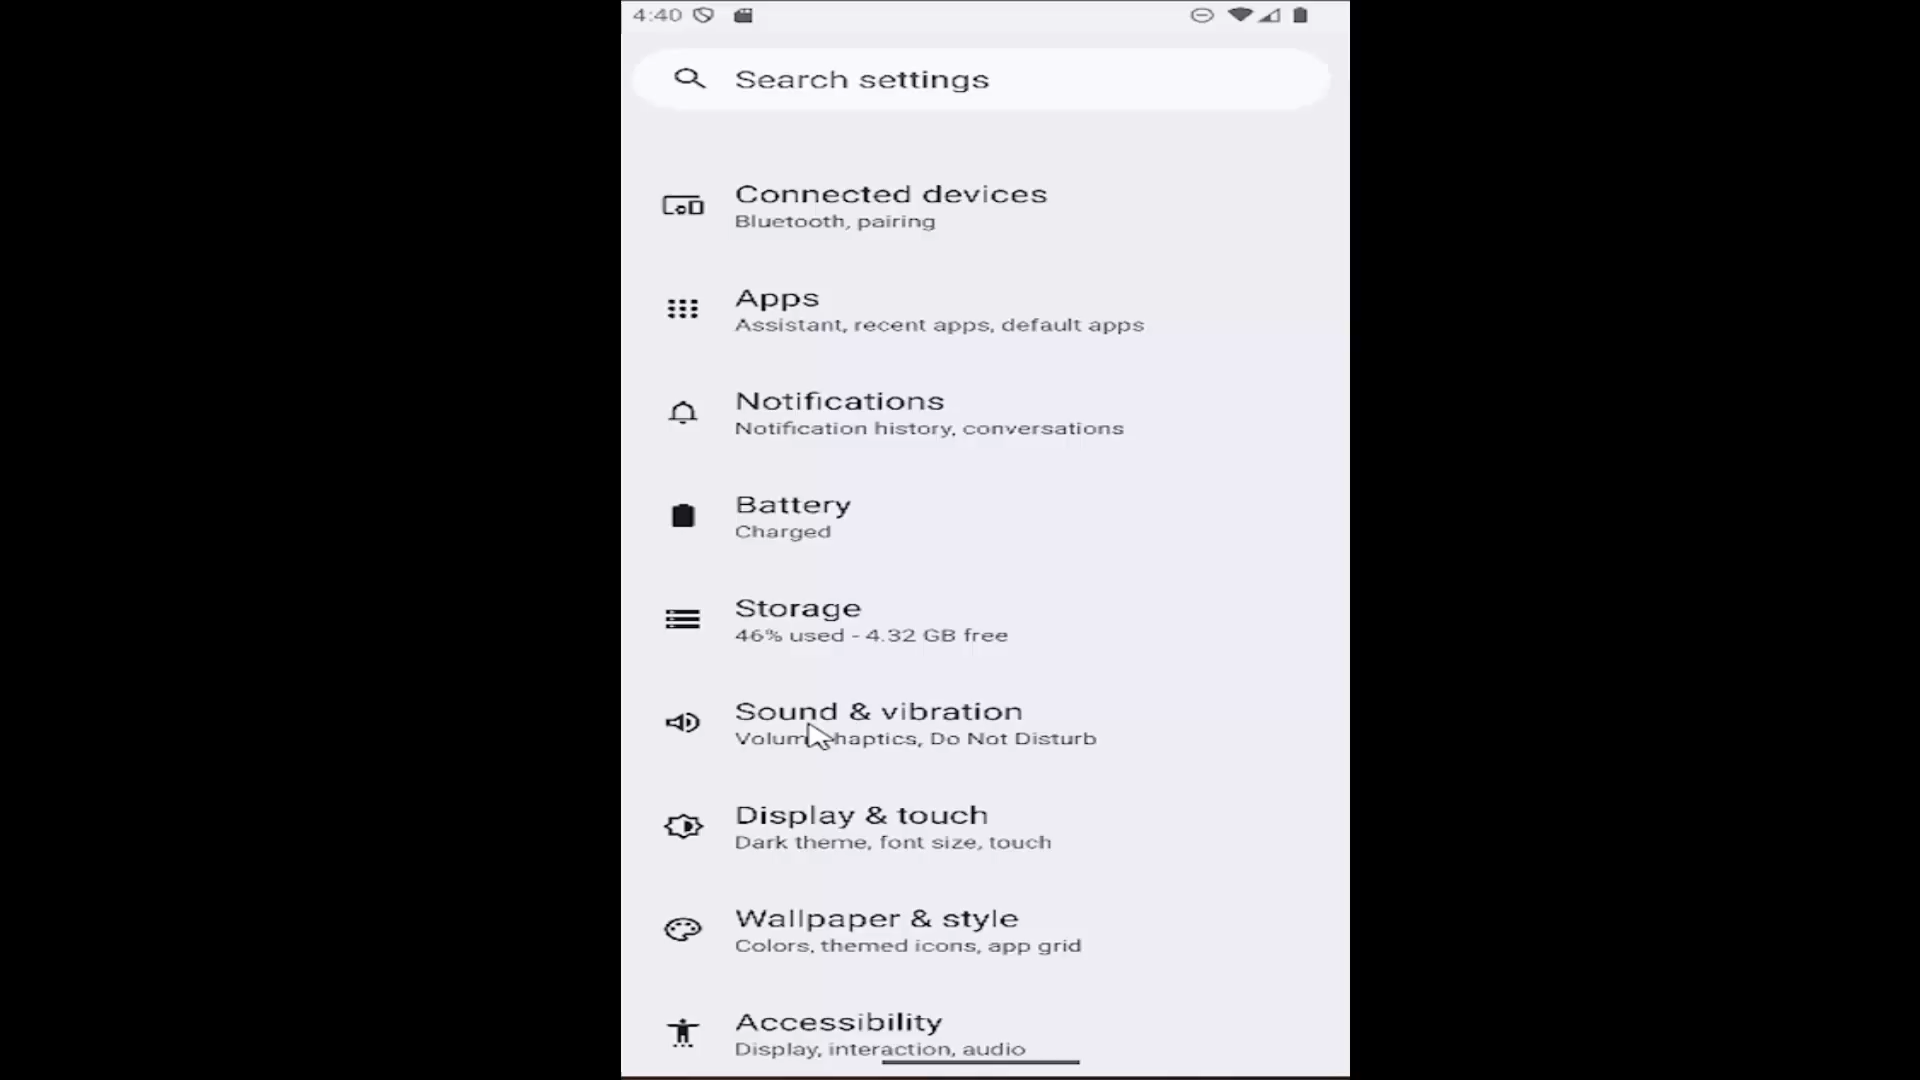 4:40
Search settings
Connected devices
Bluetooth, pairing
Apps
Assistant, recent apps, default apps
Notifications
Notification history, conversations
Battery
Charged
Storage
46% used - 4.32 GB free
Sound & vibration
Volum haptics, Do Not Disturb
Display & touch
Dark theme, font size, touch
Wallpaper & style
Colors, themed icons, app grid
Accessibility
Display, interaction, audio